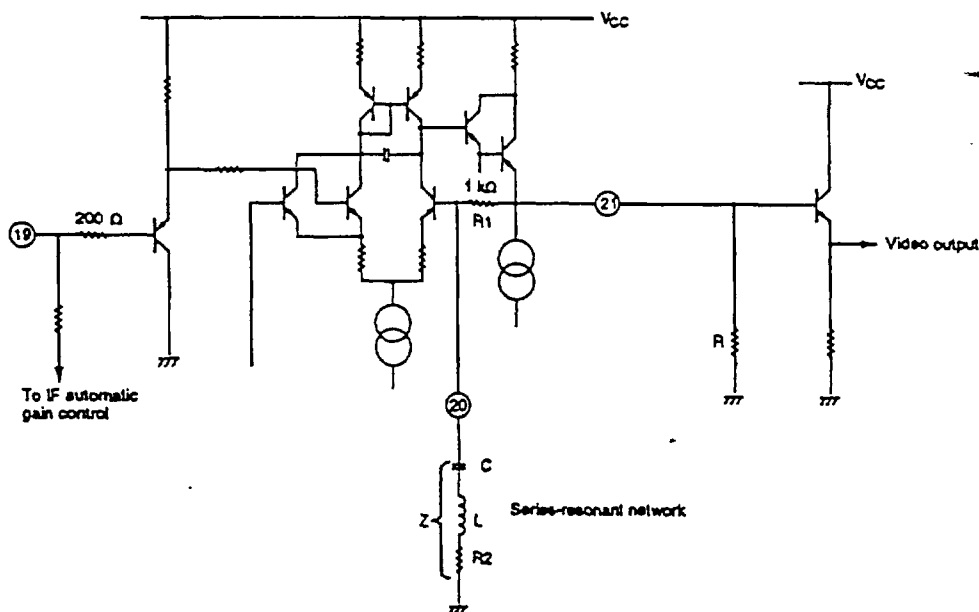 VCC
VCC
1 kΩ
R1
200 Ω
19
21
Video output
R
To IF automatic
gain control
20
C
Z
L
Series-resonant network
R2